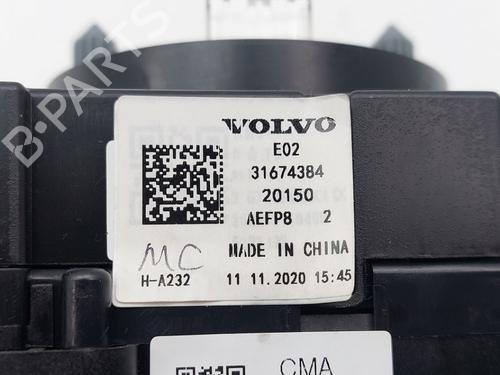 VOLVO
E02
31674384
20150
AEFP8 2
MC MADE IN CHINA
H-A232 11 11.2020 15:45
CMA
B-PARTS